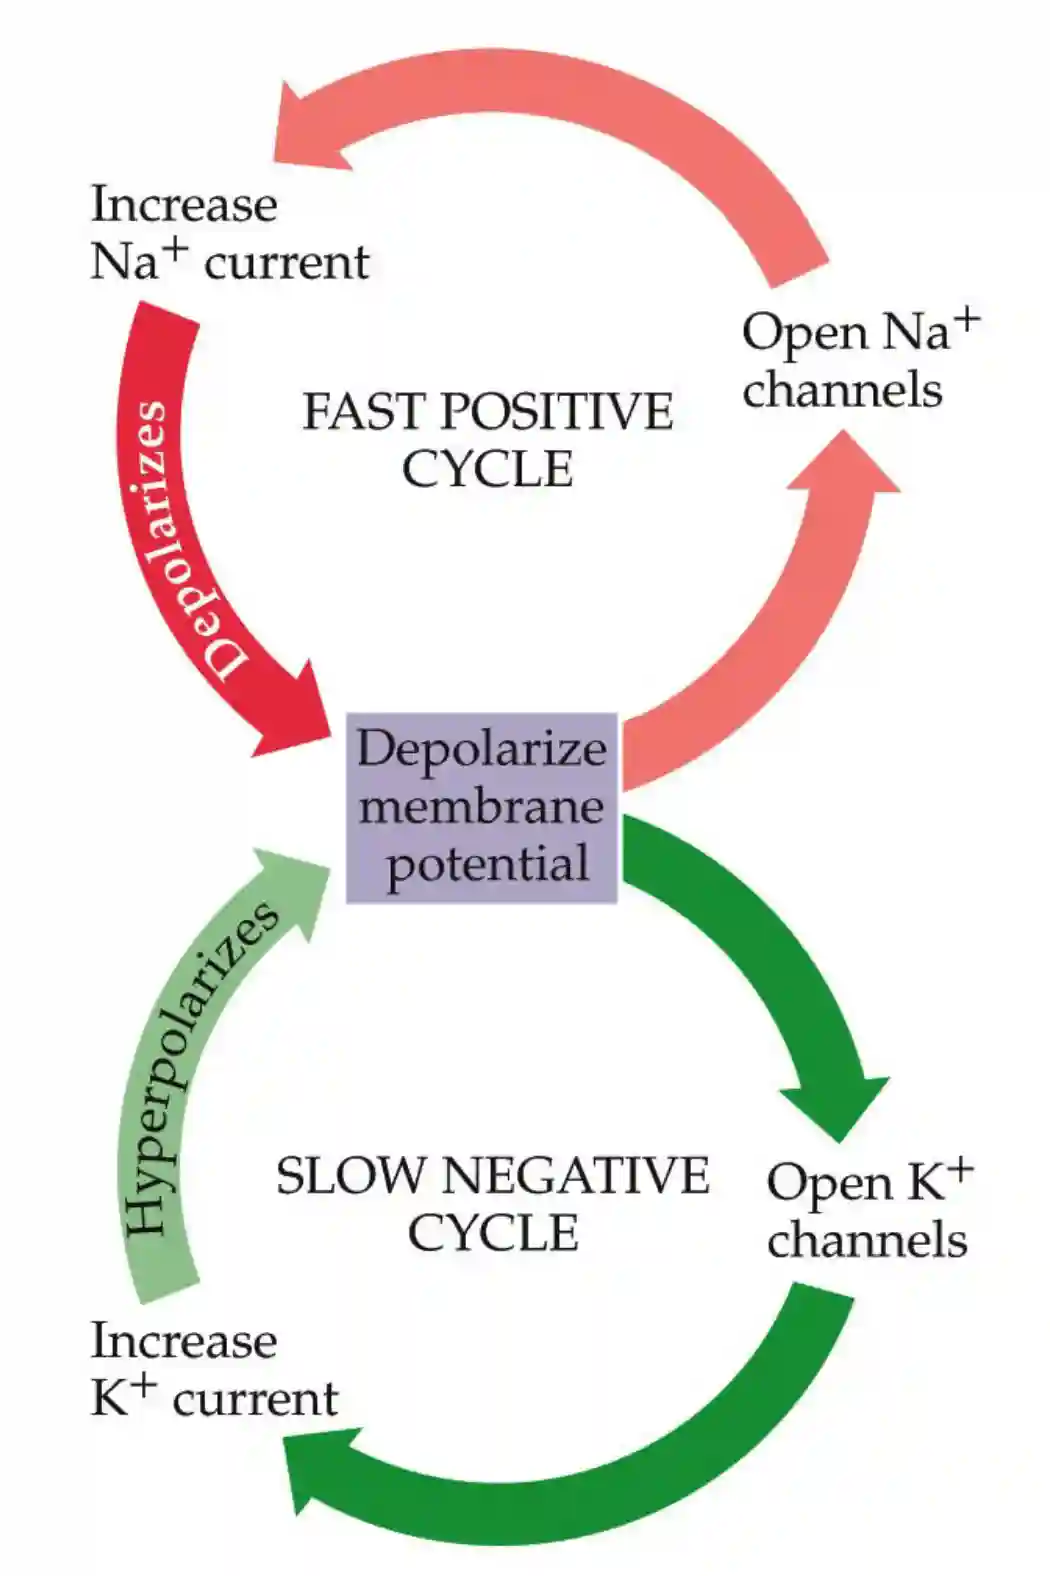 Increase
Na⁺ current
Open Na⁺
channels
FAST POSITIVE
CYCLE
Depolarizes
Depolarize
membrane
potential
Hyperpolarizes
SLOW NEGATIVE
CYCLE
Open K⁺
channels
Increase
K⁺ current